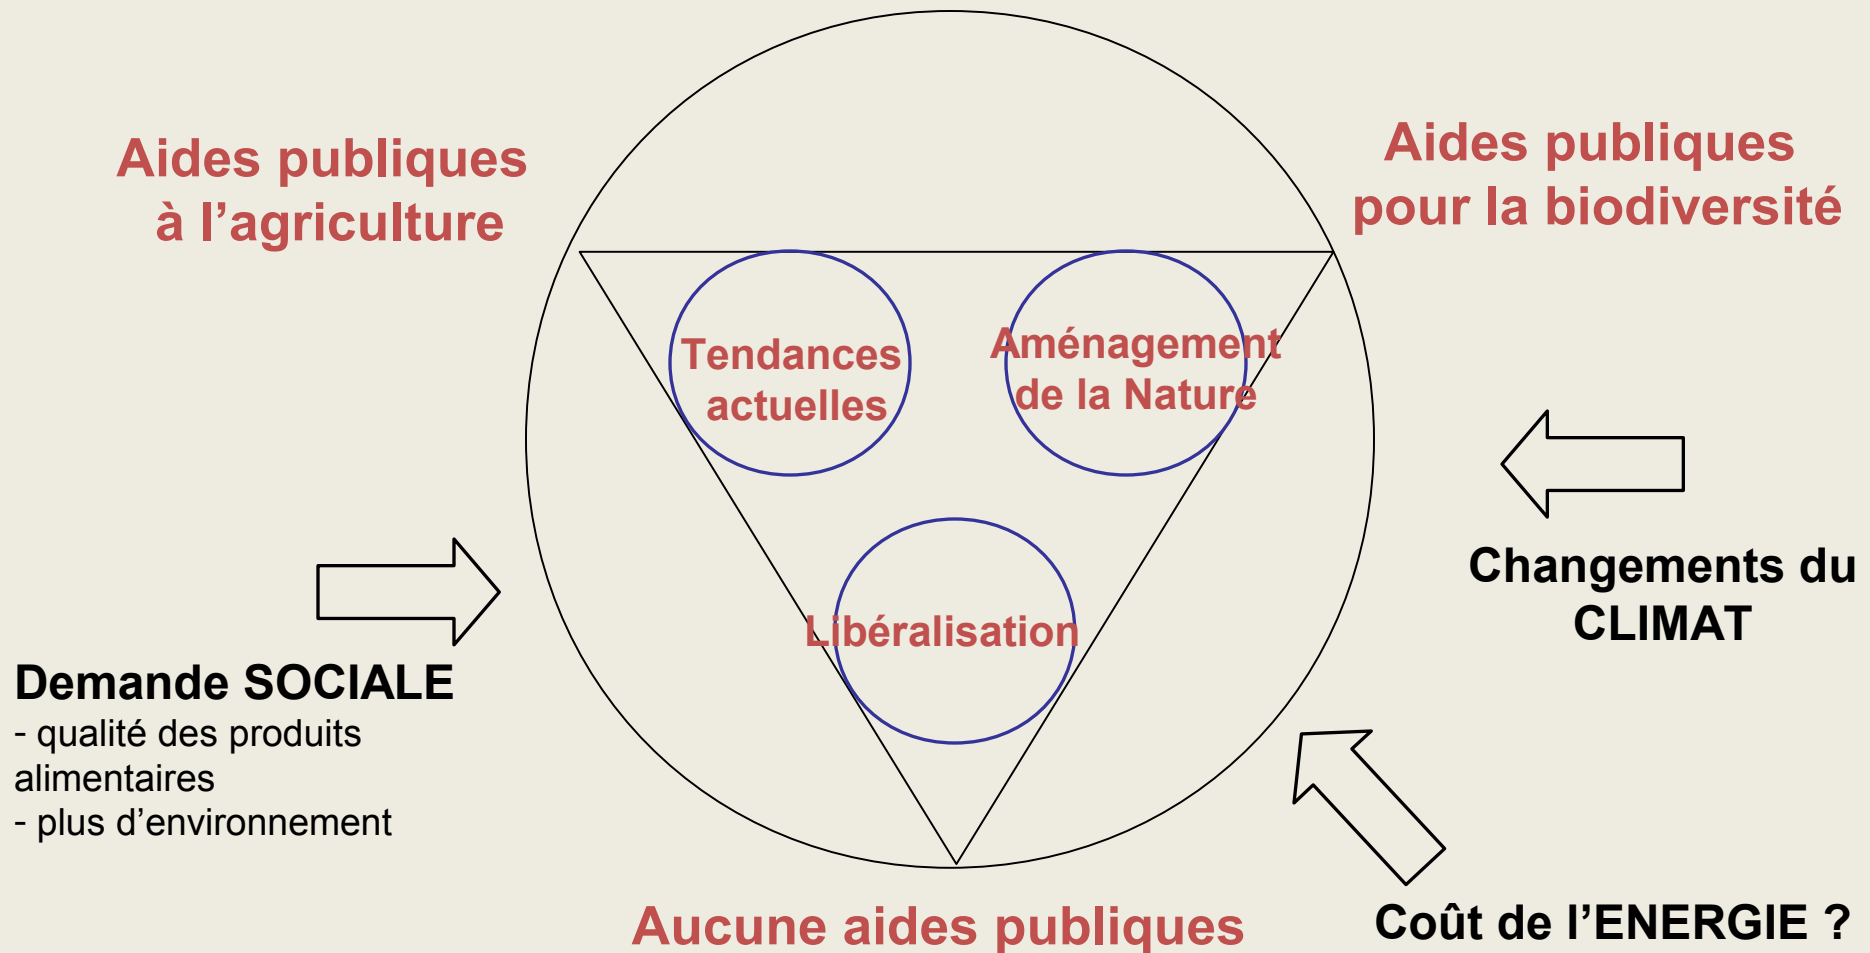 Aides publiques
à l’agriculture
Aides publiques
pour la biodiversité
Tendances
actuelles
Aménagement
de la Nature
Libéralisation
Changements du
CLIMAT
Demande SOCIALE
- qualité des produits
alimentaires
- plus d’environnement
Aucune aides publiques
Coût de l’ENERGIE ?